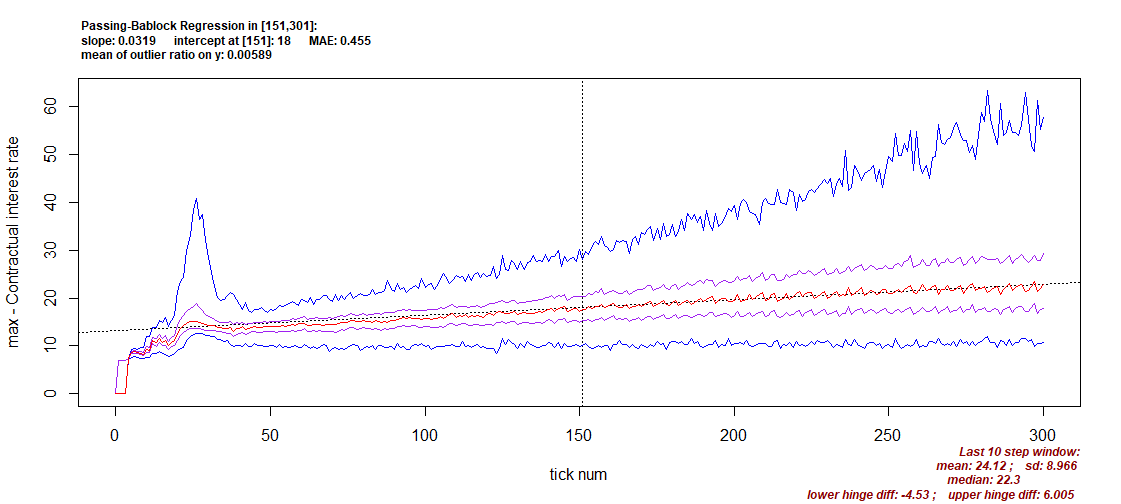 Passing-Bablock Regression in [151,301]:
slope: 0.0319 intercept at [151]: 18 MAE: 0.455
mean of outlier ratio on y: 0.00589
max - Contractual interest rate
60
50
40
30
20
10
0
0 50 100 150 200 250 300
tick num
Last 10 step window:
mean: 24.12 ; sd: 8.966
median: 22.3
lower hinge diff: -4.53 ; upper hinge diff: 6.005